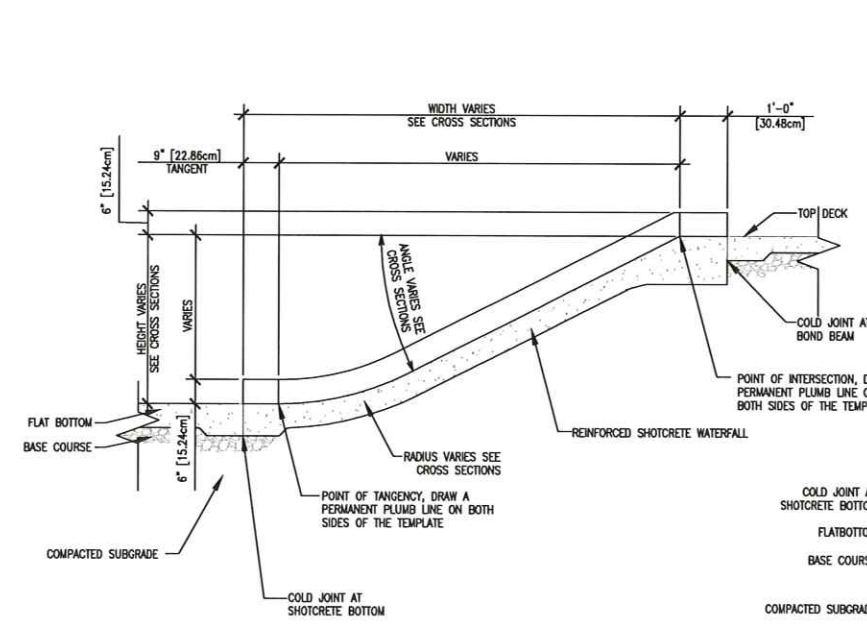 WIDTH VARIES
SEE CROSS SECTIONS
1'-0"
[30.48cm]
9" [22.86cm]
TANGENT
VARIES
6" [15.24cm]
TOP DECK
ANGLE VARIES SEE
CROSS SECTIONS
HEIGHT VARIES
SEE CROSS SECTIONS
VARIES
COLD JOINT AT
BOND BEAM
POINT OF INTERSECTION, D
PERMANENT PLUMB LINE O
BOTH SIDES OF THE TEMP
FLAT BOTTOM
BASE COURSE
6" [15.24cm]
REINFORCED SHOTCRETE WATERFALL
RADIUS VARIES SEE
CROSS SECTIONS
POINT OF TANGENCY, DRAW A
PERMANENT PLUMB LINE ON BOTH
SIDES OF THE TEMPLATE
COMPACTED SUBGRADE
COLD JOINT AT
SHOTCRETE BOTTOM
COLD JOINT
SHOTCRETE BOTTO
FLATBOTTO
BASE COURS
COMPACTED SUBGRAD